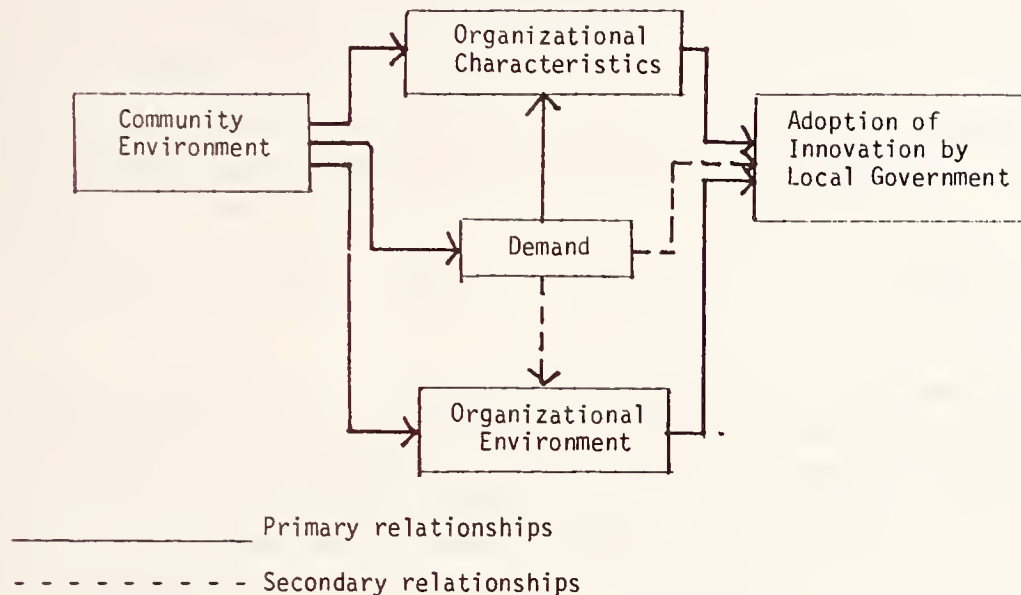 Organizational
Characteristics
Community
Environment
Adoption of
Innovation by
Local Government
Demand
Organizational
Environment
Primary relationships
Secondary relationships